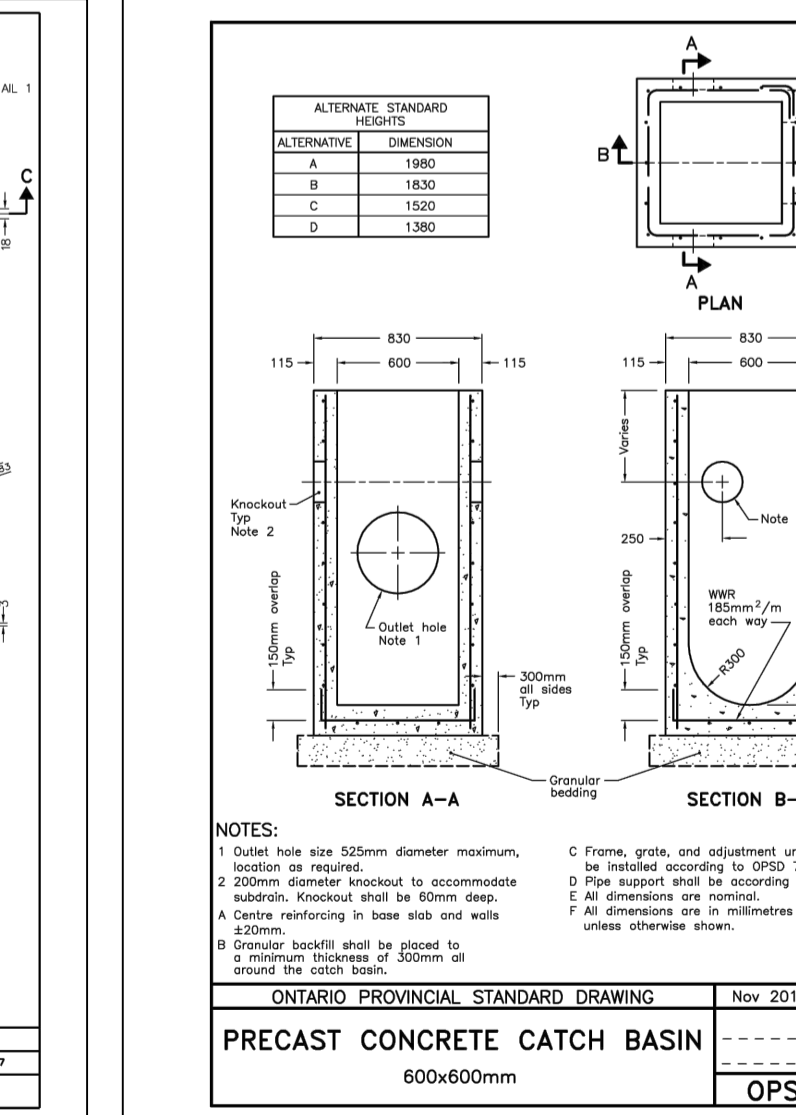 AIL 1
C
18
53
3
7
ALTERNATE STANDARD
HEIGHTS
ALTERNATIVE DIMENSION
A 1980
B 1830
C 1520
D 1380
A
B
A
PLAN
830
115 600 115
Knockout
Typ
Note 2
Outlet hole
Note 1
150mm overlap
Typ
300mm
all sides
Typ
SECTION A-A
Granular
bedding
830
115 600
Varies
Note
250
WWR
185mm²/m
each way
150mm overlap
Typ
R300
SECTION B-
NOTES:
1 Outlet hole size 525mm diameter maximum,
location as required.
2 200mm diameter knockout to accommodate
subdrain. Knockout shall be 60mm deep.
A Centre reinforcing in base slab and walls
±20mm.
B Granular backfill shall be placed to
a minimum thickness of 300mm all
around the catch basin.
C Frame, grate, and adjustment
be installed according to OPSD
D Pipe support shall be according
E All dimensions are nominal.
F All dimensions are in millimetres
unless otherwise shown.
ONTARIO PROVINCIAL STANDARD DRAWING
Nov 201
PRECAST CONCRETE CATCH BASIN
600x600mm
OPS